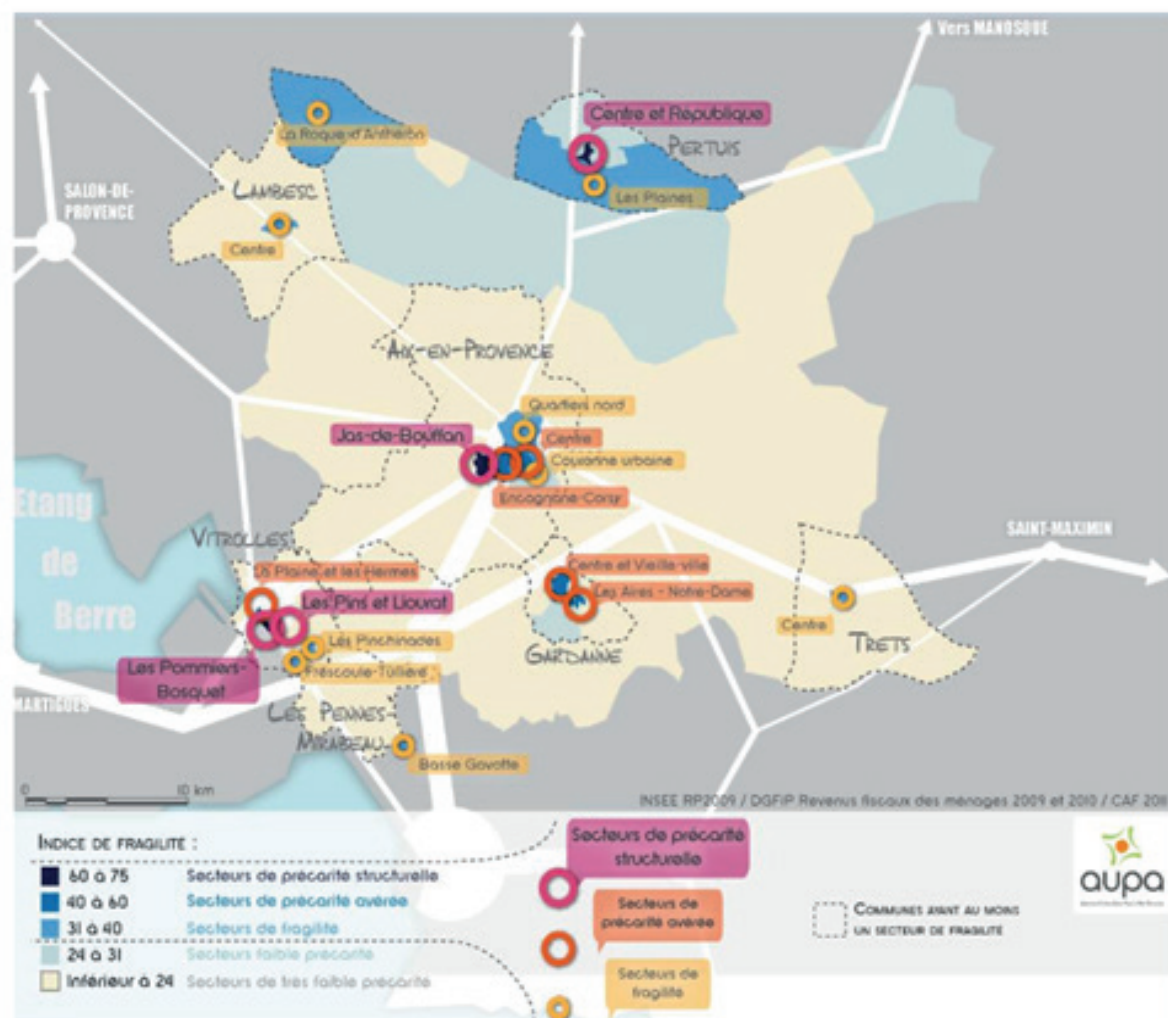 Vers MANOSQUE
Centre et République
PERTUIS
La Roque d'Anthéron
Les Plaines
SALON-DE-
PROVENCE
LAMBESC
Centre
AIX-EN-PROVENCE
Quartiers nord
Jas-de-Bouffan
Centre
Couronne urbaine
Encagnane-Corsy
Etang
de
Berre
VITROLLES
SAINT-MAXIMIN
La Plaine et les Hermes
Centre et Vieille-ville
Les Pins et Liourat
Les Aires - Notre-Dame
Les Pinchinades
Centre
TRETS
GARDANNE
Les Pommiers-
Bosquet
Frescoule-Tuilière
MARTIGUES
LES PENNES-
MIRABEAU
Basse Gavotte
0 10 km
INSEE RP2009 / DGFIP Revenus fiscaux des ménages 2009 et 2010 / CAF 2011
INDICE DE FRAGILITÉ :
60 à 75 Secteurs de précarité structurelle
40 à 60 Secteurs de précarité avérée
31 à 40 Secteurs de fragilité
24 à 31 Secteurs faible précarité
Inférieur à 24 Secteurs de très faible précarité
Secteurs de précarité
structurelle
Secteurs de
précarité avérée
Secteurs de
fragilité
COMMUNES AYANT AU MOINS
UN SECTEUR DE FRAGILITÉ
aupa